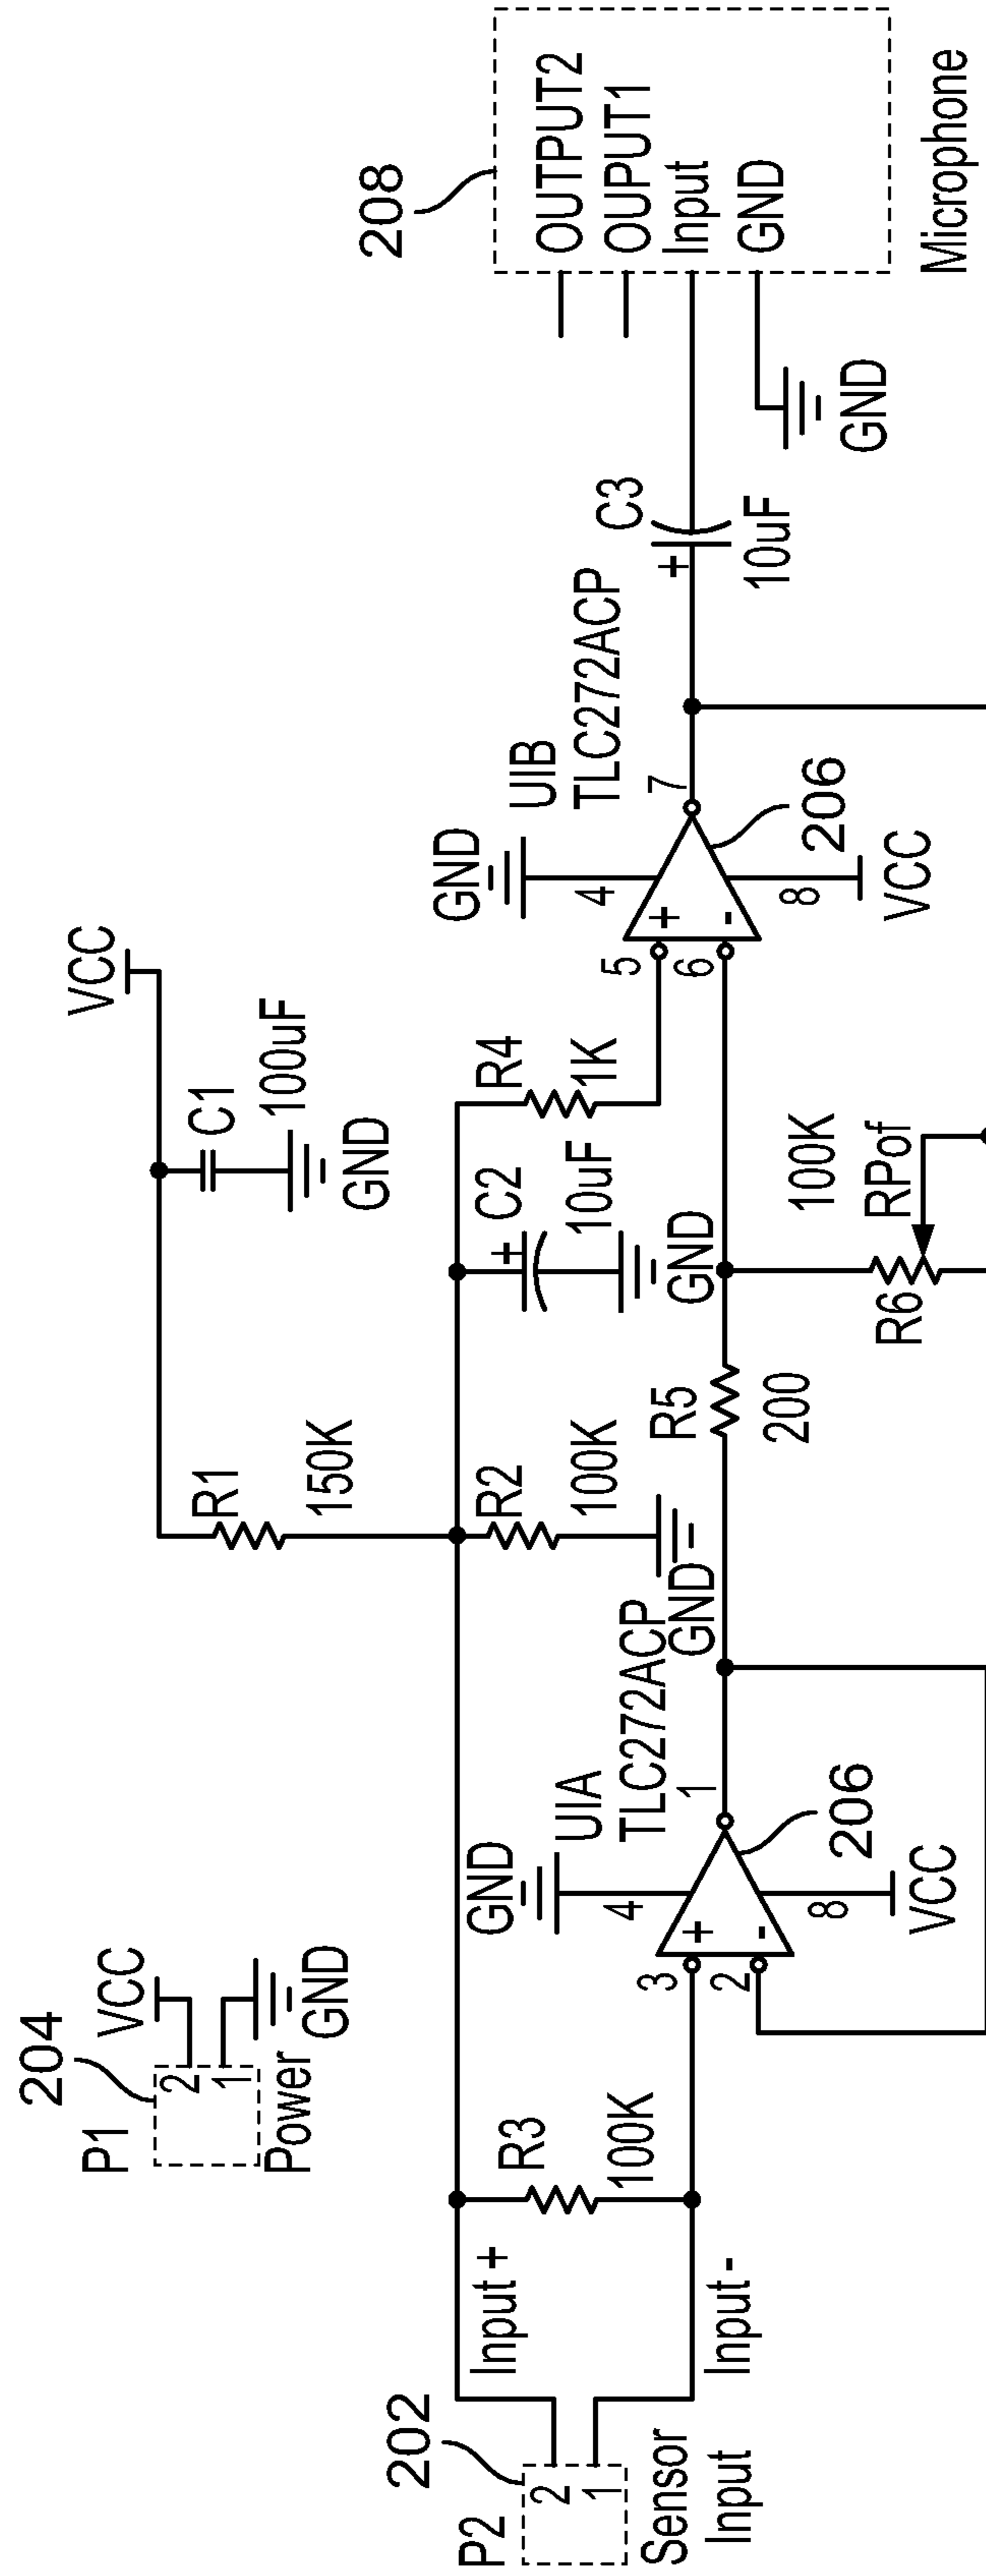 204
P1
2
1
Power
VCC
GND
VCC
R1
150K
C1
100uF
GND
202
P2
2
1
Sensor
Input
Input+
Input-
R3
100K
GND
4
UIA
TLC272ACP
3
+
2
-
1
8
VCC
206
R2
100K
GND
R5
200
C2
+
10uF
GND
R4
1K
R6
100K
RPof
GND
4
UIB
TLC272ACP
5
+
6
-
7
8
VCC
206
C3
+
10uF
GND
208
OUTPUT2
OUPUT1
Input
GND
Microphone